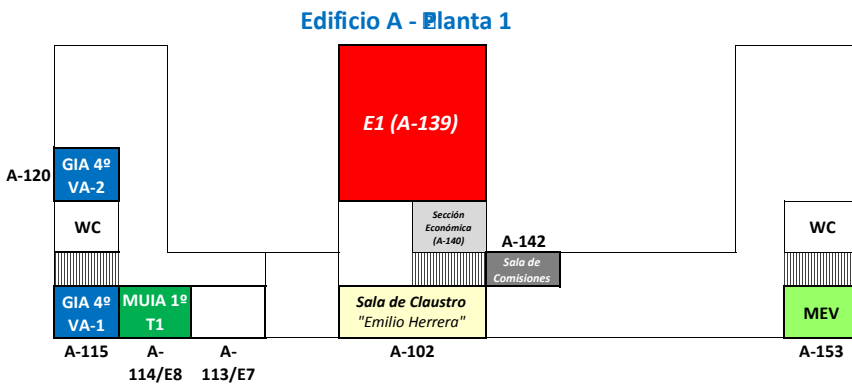 Edificio A - Planta 1
E1 (A-139)
GIA 4º
VA-2
A-120
WC
Sección
Económica
(A-140)
A-142
WC
Sala de
Comisiones
GIA 4º
VA-1
MUIA 1º
T1
Sala de Claustro
"Emilio Herrera"
MEV
A-115
A-
114/E8
A-
113/E7
A-102
A-153